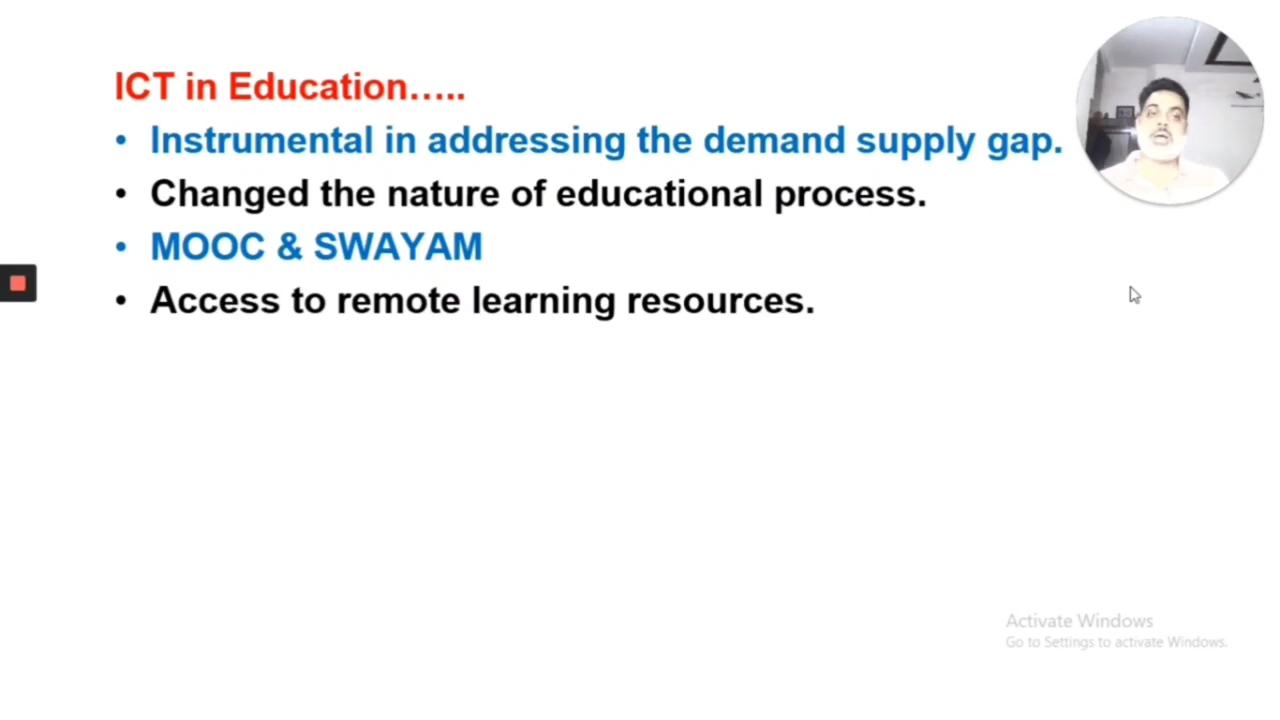 ICT in Education…..
• Instrumental in addressing the demand supply gap.
• Changed the nature of educational process.
• MOOC & SWAYAM
• Access to remote learning resources.
Activate Windows
Go to Settings to activate Windows.